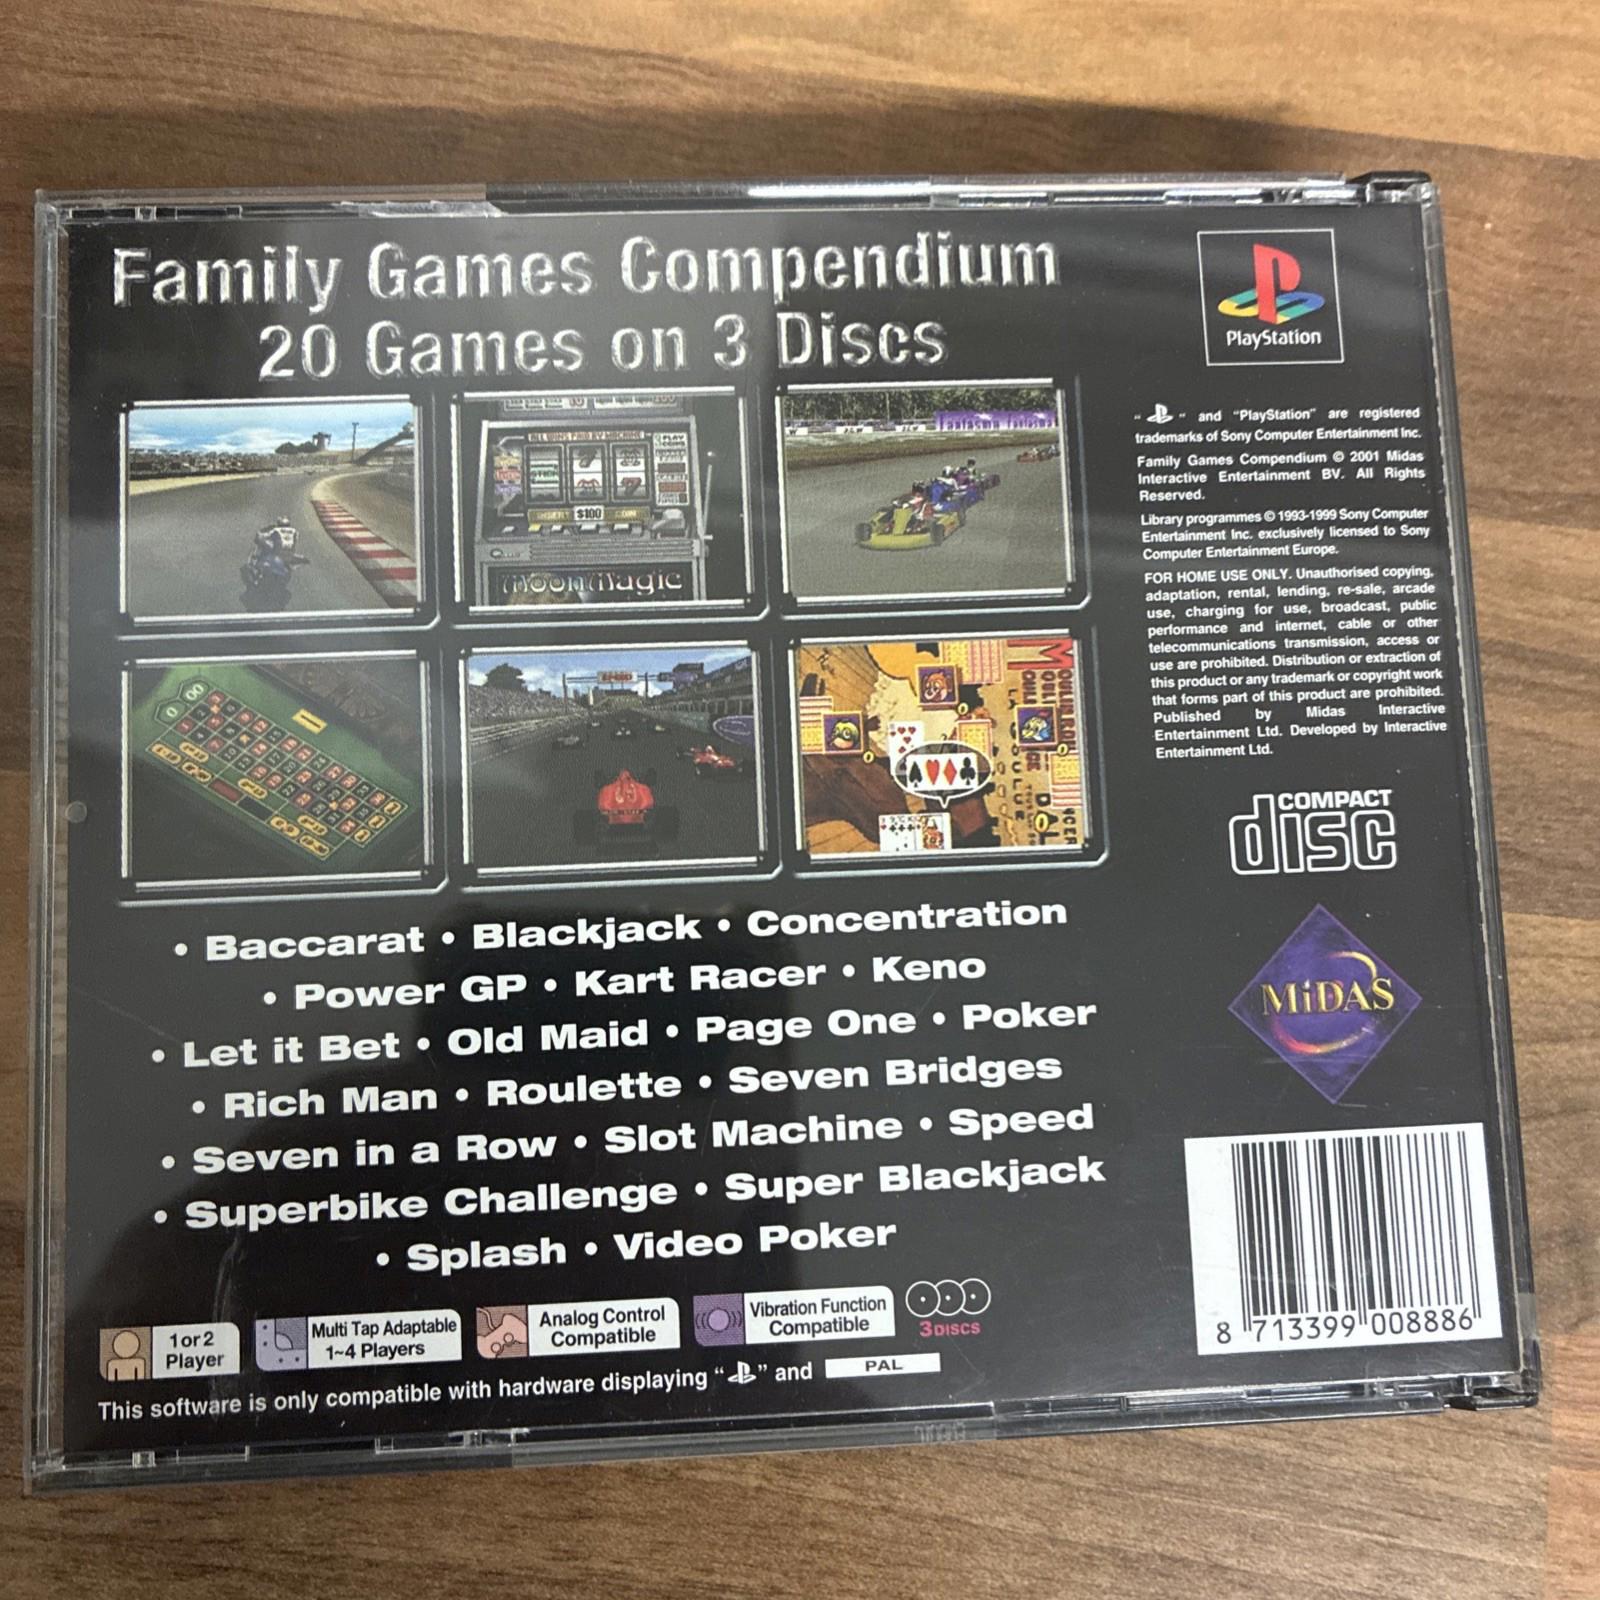 Family Games Compendium
20 Games on 3 Discs
PlayStation
ALL WINS PAID BY MACHINE
$100
MoonMagic
" " and "PlayStation" are registered
trademarks of Sony Computer Entertainment Inc.
Family Games Compendium © 2001 Midas
Interactive Entertainment BV. All Rights
Reserved.
Library programmes © 1993-1999 Sony Computer
Entertainment Inc. exclusively licensed to Sony
Computer Entertainment Europe.
FOR HOME USE ONLY. Unauthorised copying,
adaptation, rental, lending, re-sale, arcade
use, charging for use, broadcast, public
performance and internet, cable or other
telecommunications transmission, access or
use are prohibited. Distribution or extraction of
this product or any trademark or copyright work
that forms part of this product are prohibited.
Published by Midas Interactive
Entertainment Ltd. Developed by Interactive
Entertainment Ltd.
COMPACT
disc
MiDAS
• Baccarat • Blackjack • Concentration
• Power GP • Kart Racer • Keno
• Let it Bet • Old Maid • Page One • Poker
• Rich Man • Roulette • Seven Bridges
• Seven in a Row • Slot Machine • Speed
• Superbike Challenge • Super Blackjack
• Splash • Video Poker
1 or 2
Player
Multi Tap Adaptable
1~4 Players
Analog Control
Compatible
Vibration Function
Compatible
3 DISCS
This software is only compatible with hardware displaying " " and PAL
8 713399 008886